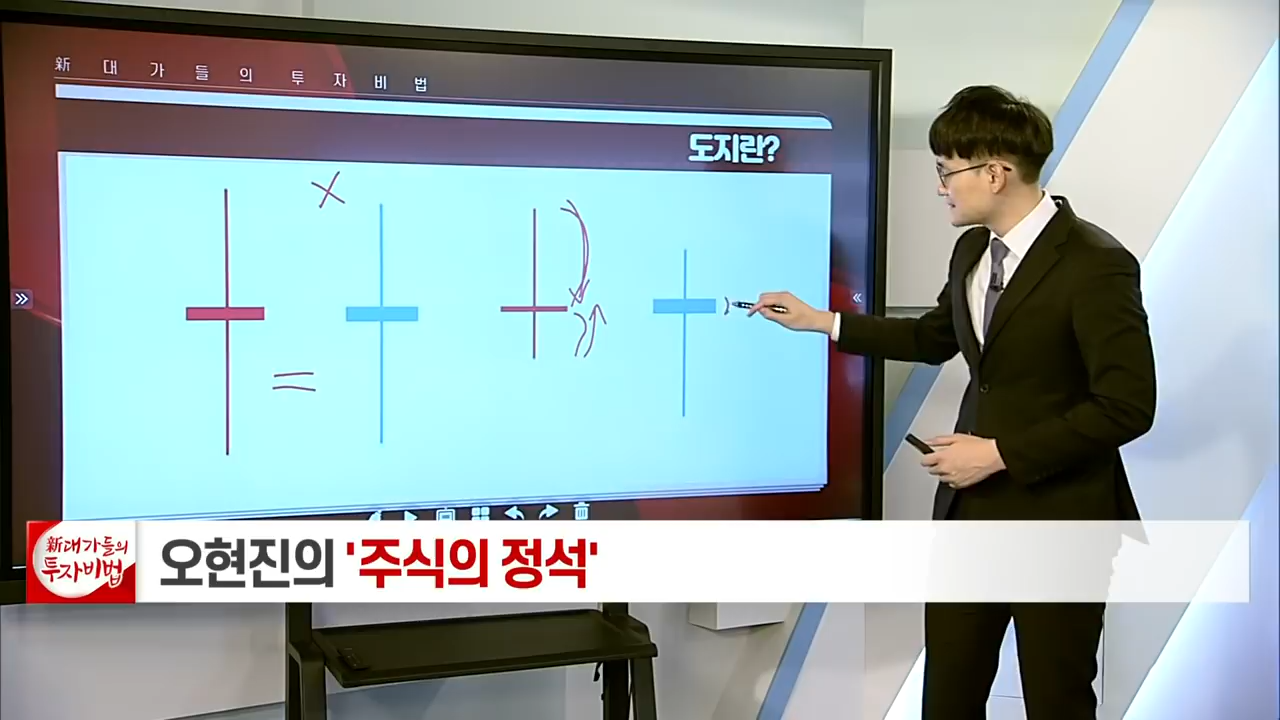 新 대 가 들 의 투 자 비 법
도지란?
X
=
新대가들의
투자비법
오현진의 '주식의 정석'